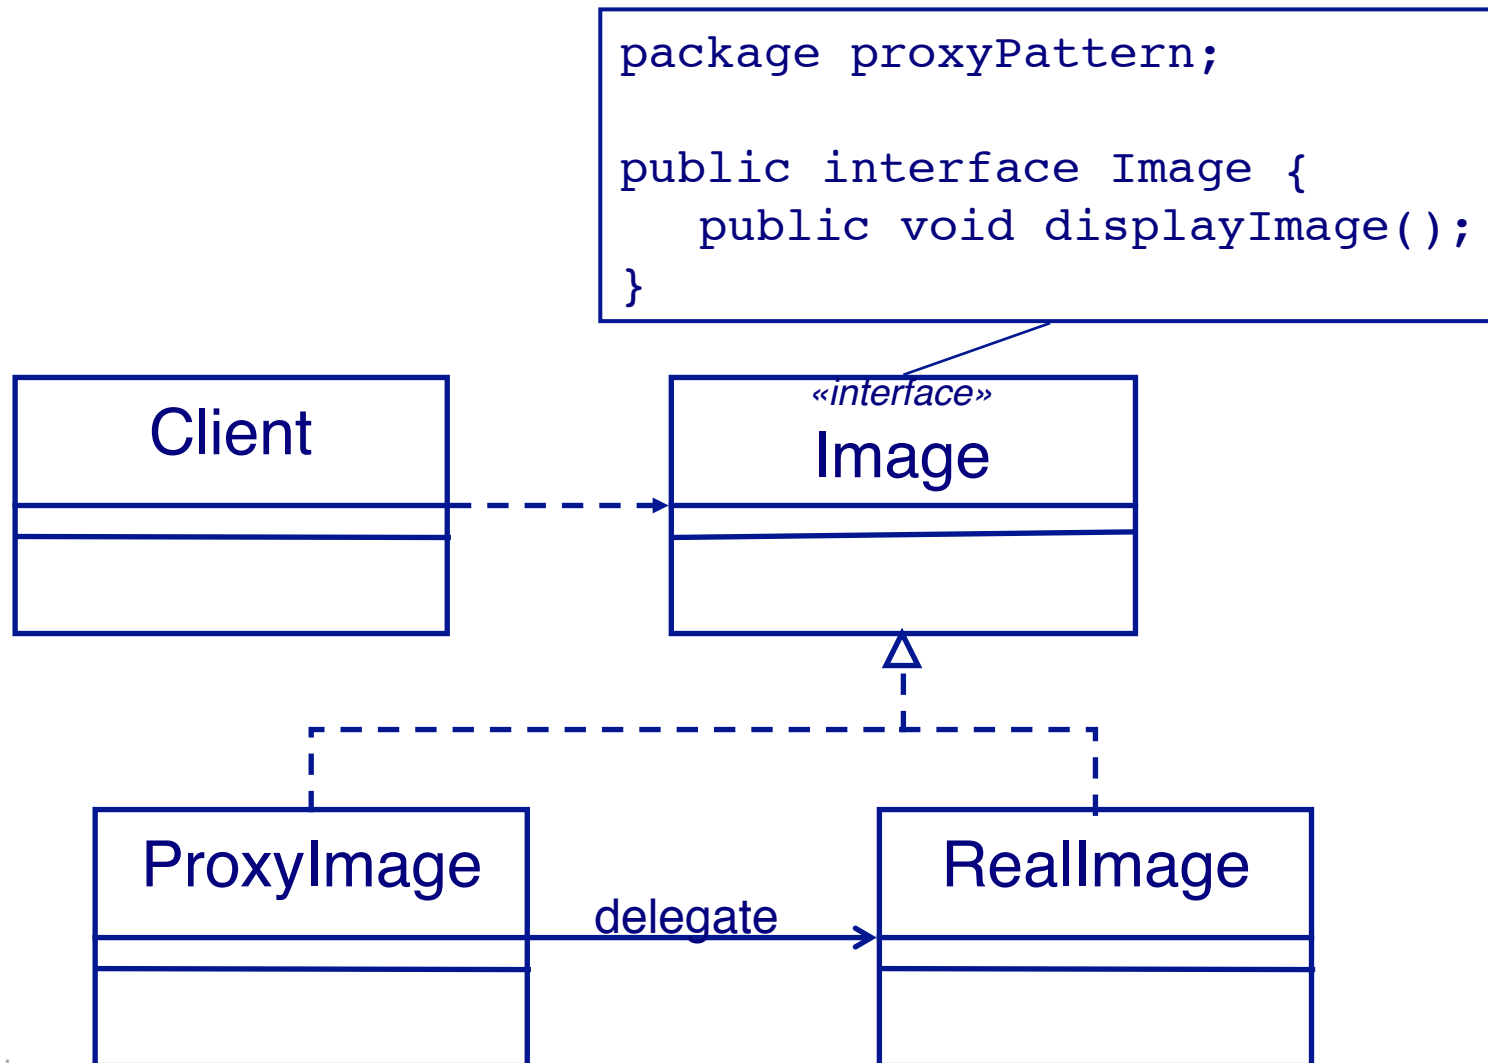 package proxyPattern;
public interface Image {
public void displayImage();
}
Client
«interface»
Image
ProxyImage
delegate
RealImage